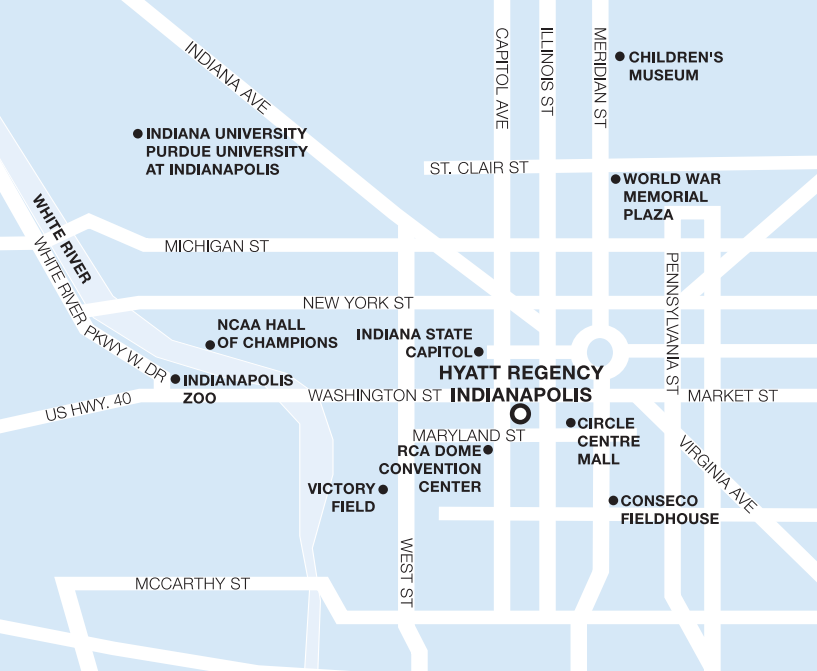 INDIANA AVE
CAPITOL AVE
ILLINOIS ST
MERIDIAN ST
CHILDREN'S
MUSEUM
INDIANA UNIVERSITY
PURDUE UNIVERSITY
AT INDIANAPOLIS
ST. CLAIR ST
WORLD WAR
MEMORIAL
PLAZA
WHITE RIVER
WHITE RIVER PKWY W. DR
MICHIGAN ST
PENNSYLVANIA ST
NEW YORK ST
NCAA HALL
OF CHAMPIONS
INDIANA STATE
CAPITOL
HYATT REGENCY
INDIANAPOLIS
INDIANAPOLIS
ZOO
US HWY. 40
WASHINGTON ST
MARKET ST
MARYLAND ST
CIRCLE
CENTRE
MALL
RCA DOME
CONVENTION
CENTER
VIRGINIA AVE
VICTORY
FIELD
CONSECO
FIELDHOUSE
WEST ST
MCCARTHY ST